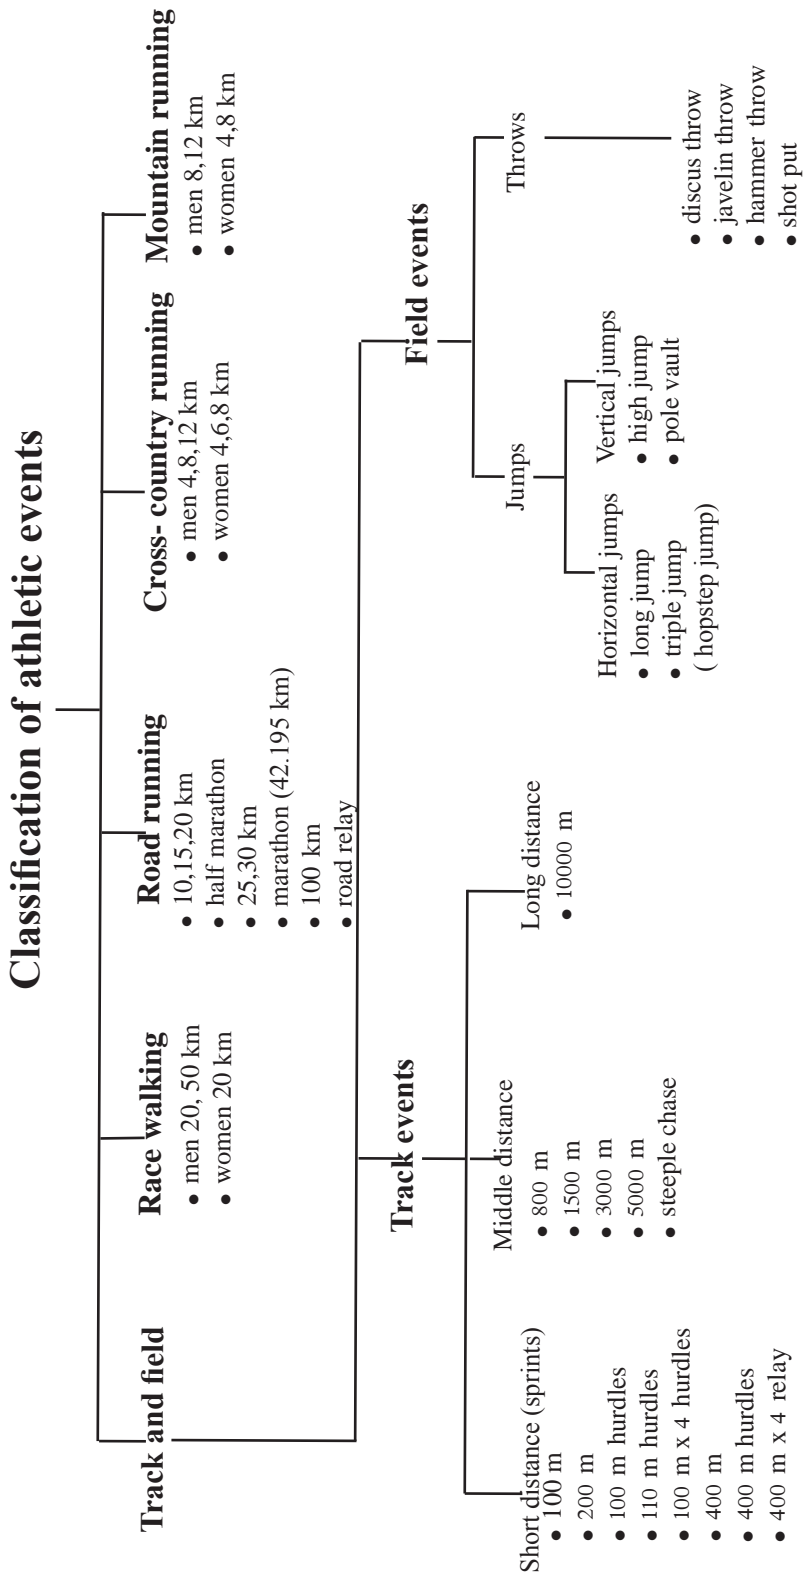 Classification of athletic events
Track and field
Race walking
• men 20, 50 km
• women 20 km
Road running
• 10,15,20 km
• half marathon
• 25,30 km
• marathon (42.195 km)
• 100 km
• road relay
Cross- country running
• men 4,8,12 km
• women 4,6,8 km
Mountain running
• men 8,12 km
• women 4,8 km
Track events
Short distance (sprints)
• 100 m
• 200 m
• 100 m hurdles
• 110 m hurdles
• 100 m x 4 hurdles
• 400 m
• 400 m hurdles
• 400 m x 4 relay
Middle distance
• 800 m
• 1500 m
• 3000 m
• 5000 m
• steeple chase
Long distance
• 10000 m
Field events
Jumps
Horizontal jumps
• long jump
• triple jump
( hopstep jump)
Vertical jumps
• high jump
• pole vault
Throws
• discus throw
• javelin throw
• hammer throw
• shot put